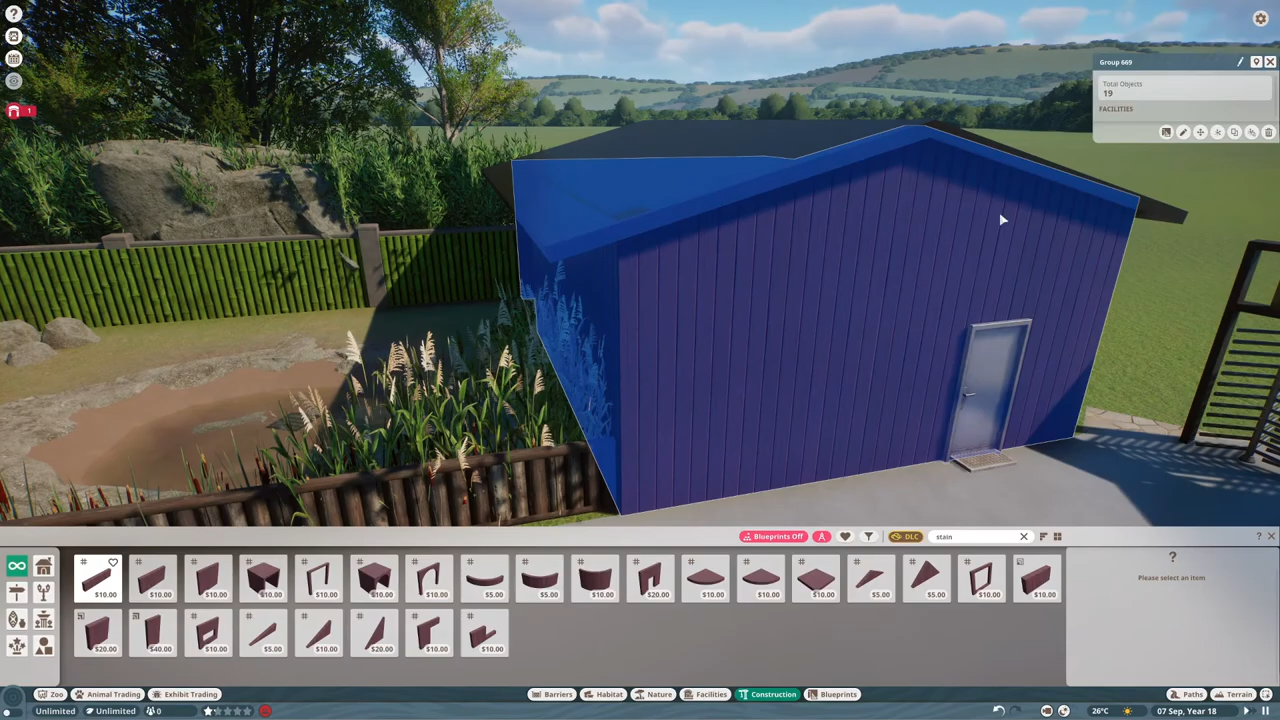 ?
1
Group 669
Total Objects
19
FACILITIES
Blueprints Off
DLC
stain
?
$10.00 $10.00 $10.00 $10.00 $10.00 $10.00 $10.00 $5.00 $5.00 $10.00 $20.00 $10.00 $10.00 $10.00 $5.00 $5.00 $10.00 $10.00
?
Please select an item
$20.00 $40.00 $10.00 $5.00 $10.00 $20.00 $10.00 $10.00
Zoo Animal Trading Exhibit Trading Barriers Habitat Nature Facilities Construction Blueprints Paths Terrain
Unlimited Unlimited 0 26°C 07 Sep, Year 18